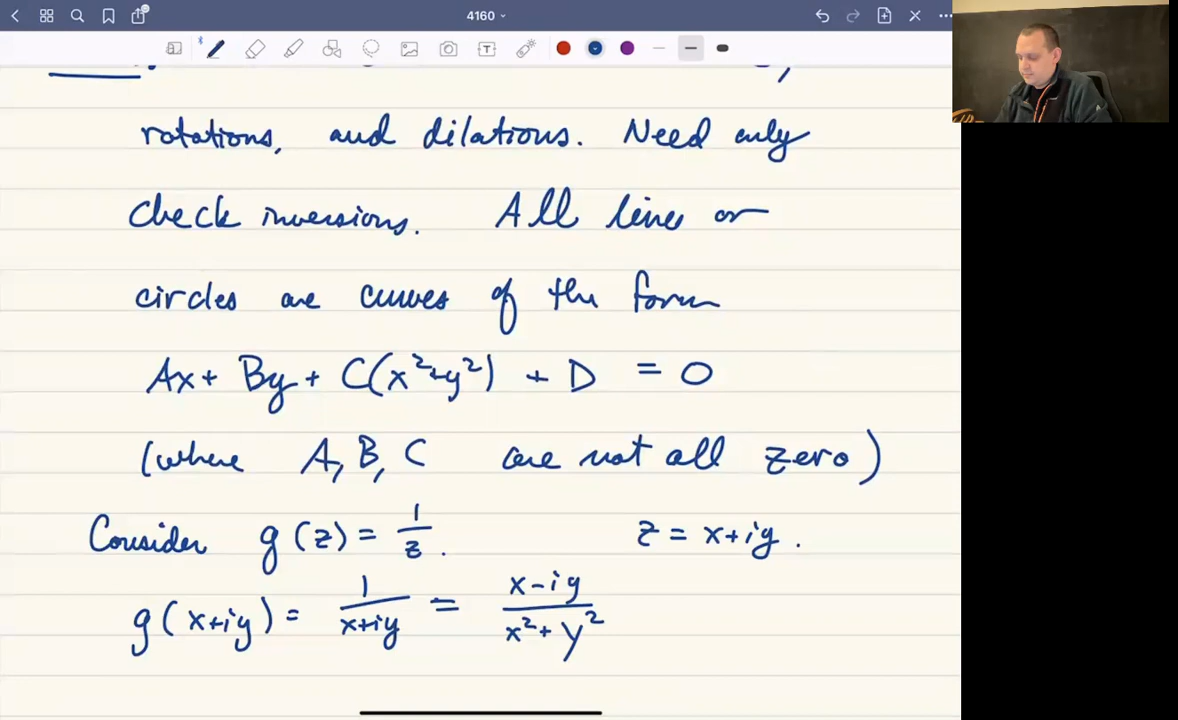 4160
rotations, and dilations. Need only
check inversions. All lines or
circles are curves of the form
Ax + By + C(x²+y²) + D = 0
(where A, B, C are not all zero)
Consider g(z) = 1/z. z = x+iy.
g(x+iy) = 1/(x+iy) = (x-iy)/(x²+y²)